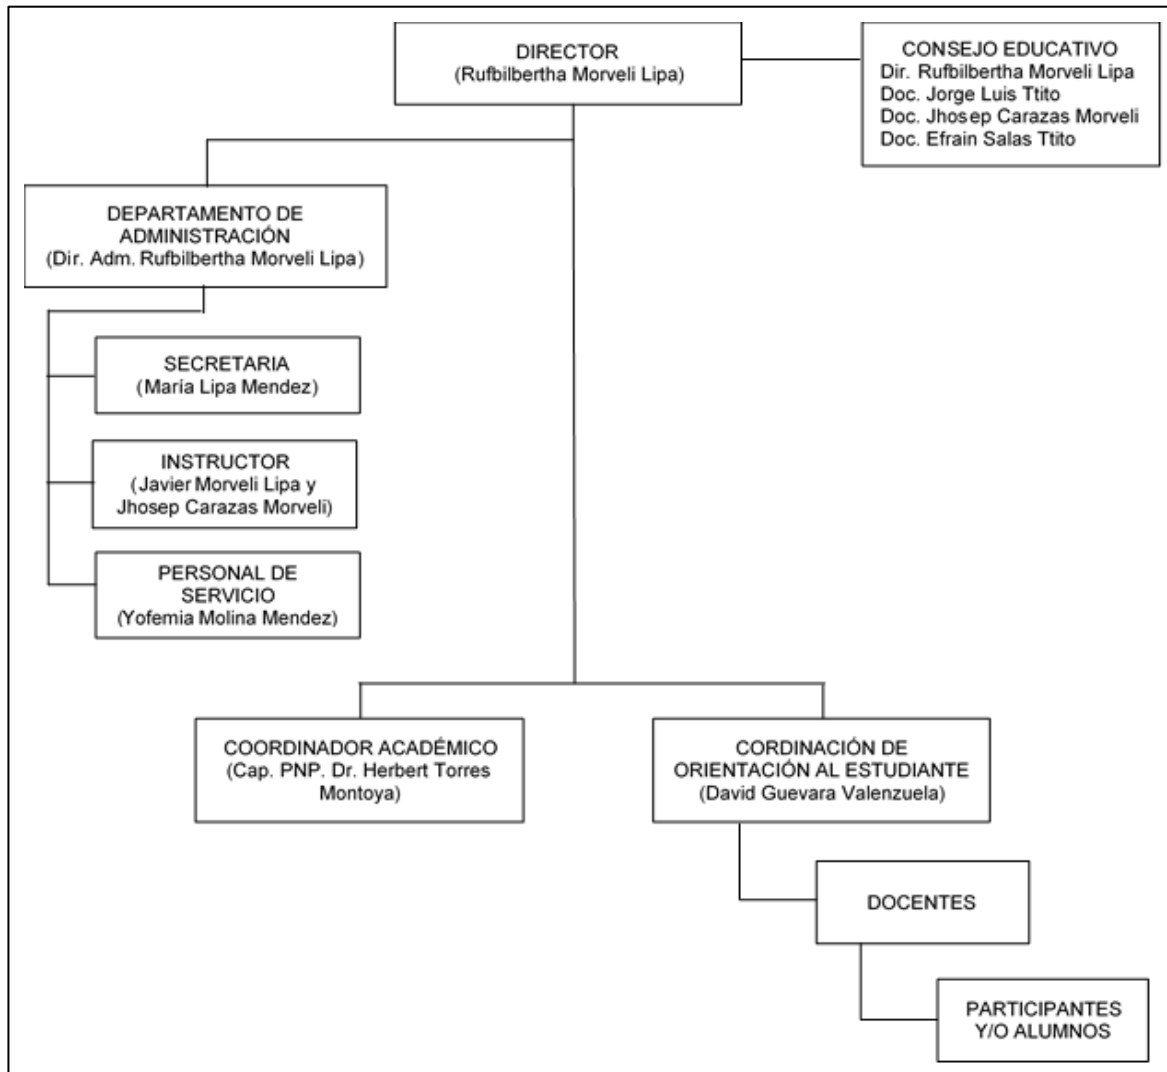 DIRECTOR
(Rufbilbertha Morveli Lipa)
CONSEJO EDUCATIVO
Dir. Rufbilbertha Morveli Lipa
Doc. Jorge Luis Ttito
Doc. Jhosep Carazas Morveli
Doc. Efrain Salas Ttito
DEPARTAMENTO DE
ADMINISTRACIÓN
(Dir. Adm. Rufbilbertha Morveli Lipa)
SECRETARIA
(María Lipa Mendez)
INSTRUCTOR
(Javier Morveli Lipa y
Jhosep Carazas Morveli)
PERSONAL DE
SERVICIO
(Yofemia Molina Mendez)
COORDINADOR ACADÉMICO
(Cap. PNP. Dr. Herbert Torres
Montoya)
CORDINACIÓN DE
ORIENTACIÓN AL ESTUDIANTE
(David Guevara Valenzuela)
DOCENTES
PARTICIPANTES
Y/O ALUMNOS